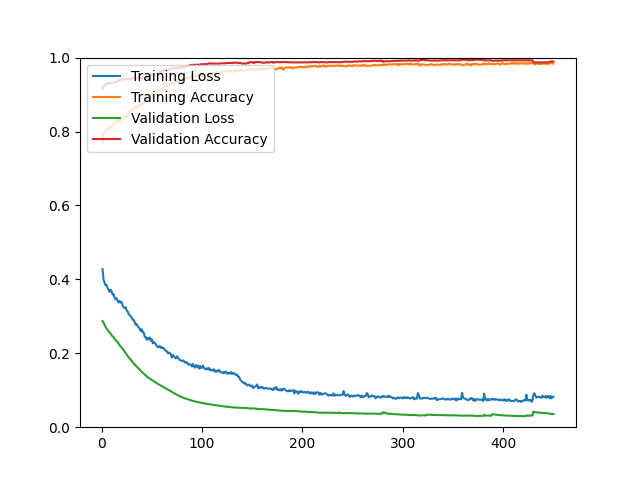 1.0
0.8
0.6
0.4
0.2
0.0
Training Loss
Training Accuracy
Validation Loss
Validation Accuracy
0 100 200 300 400